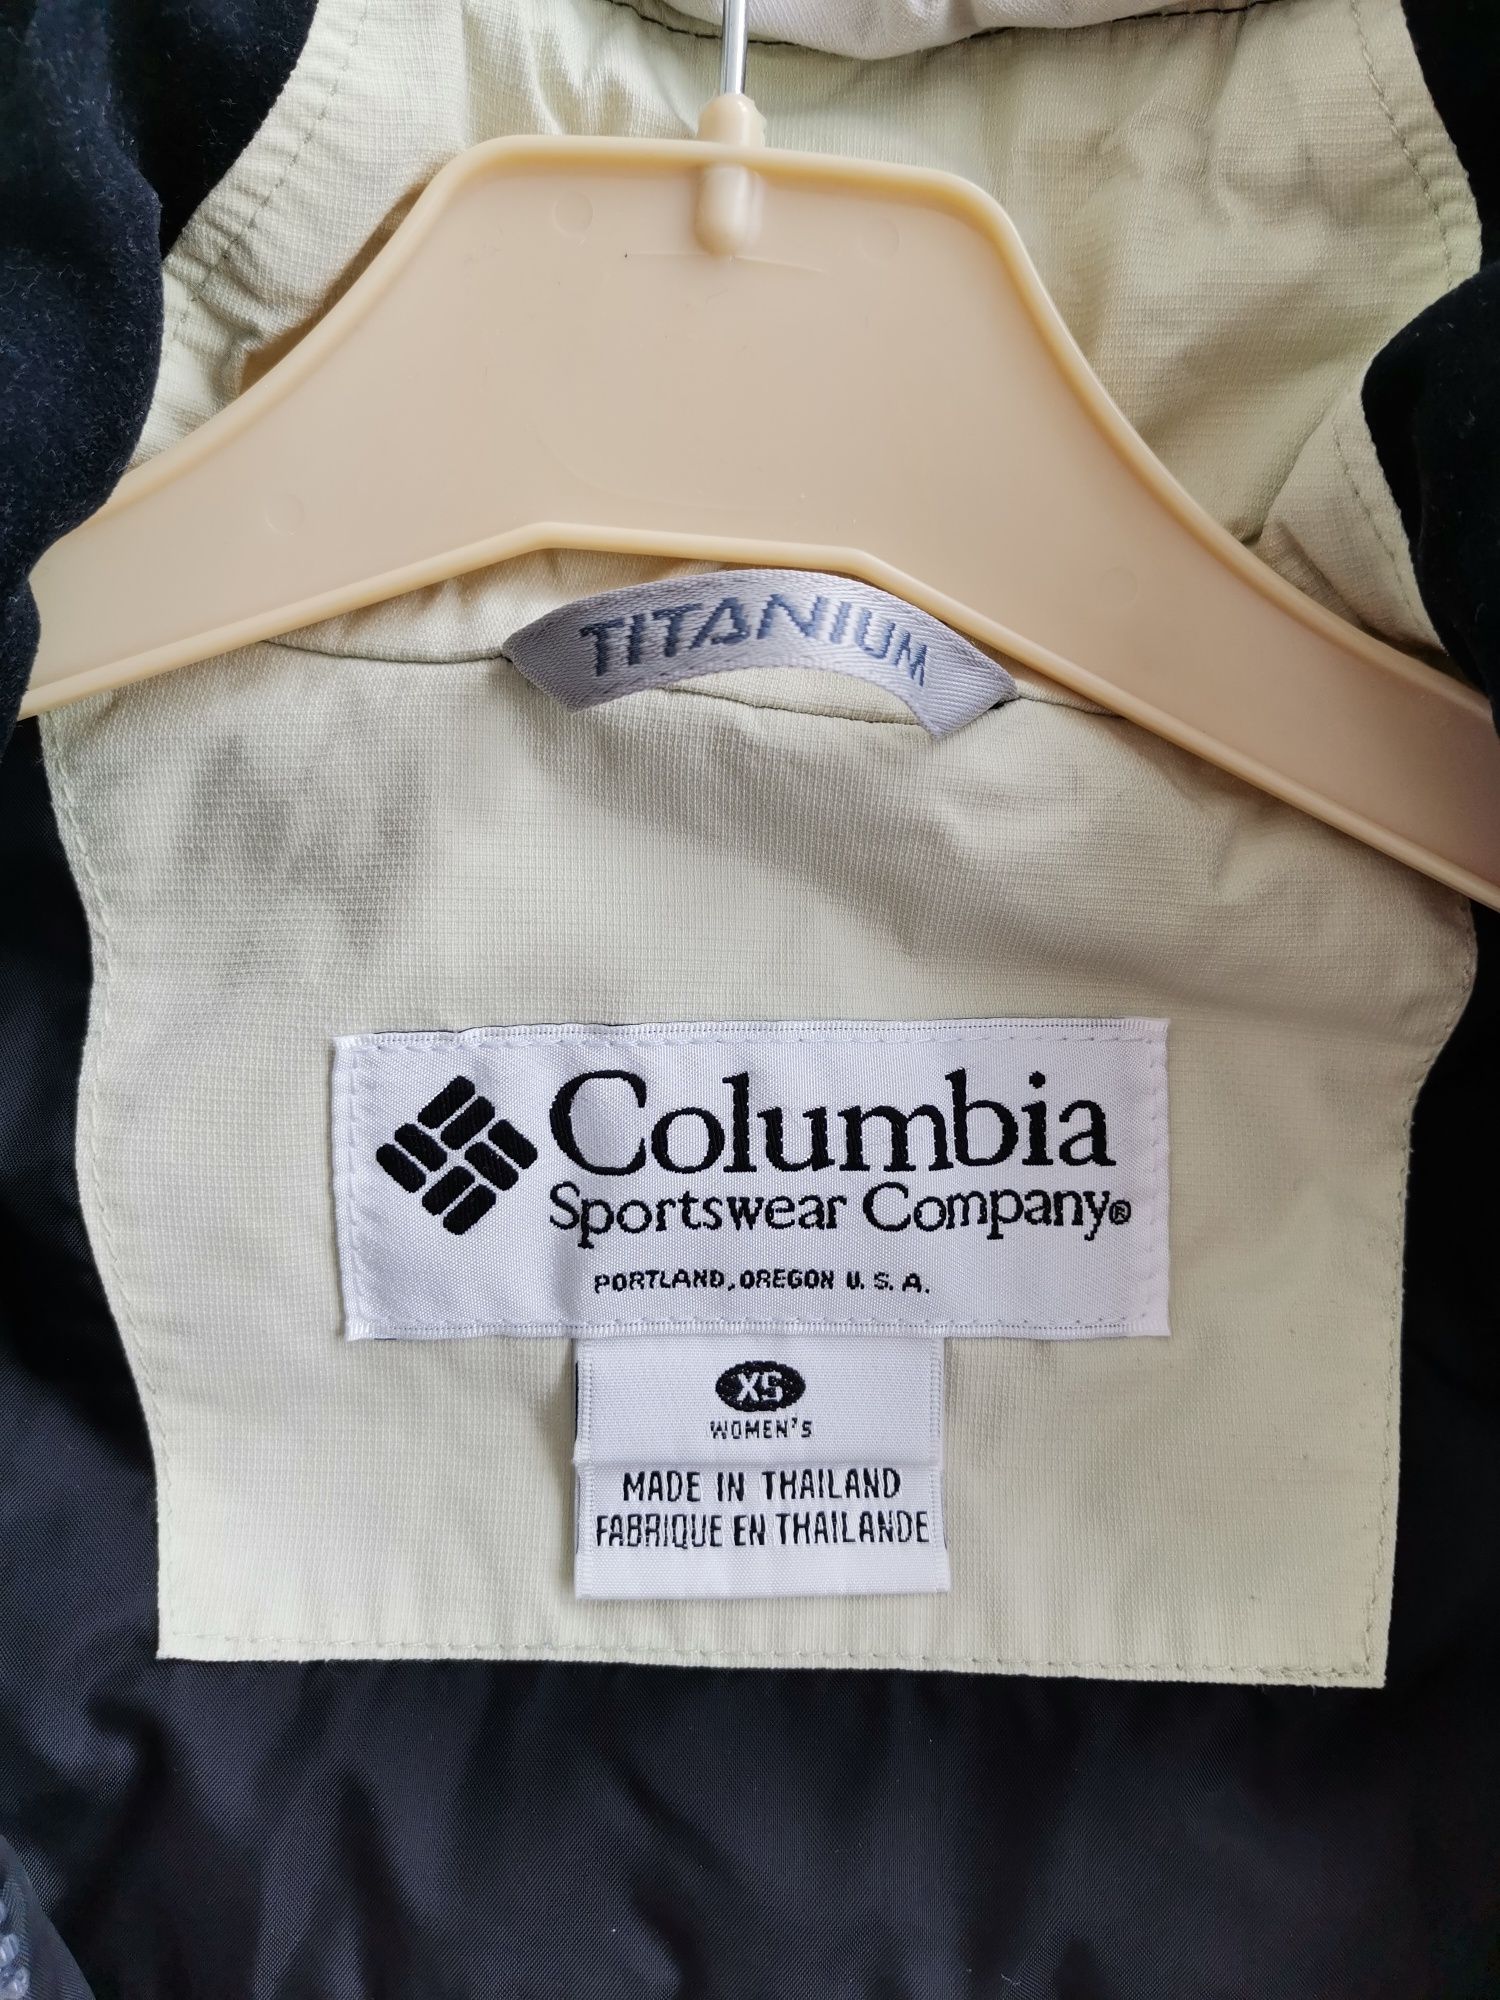 TITANIUM
Columbia
Sportswear Company®
PORTLAND, OREGON U.S.A.
XS
WOMEN'S
MADE IN THAILAND
FABRIQUE EN THAILANDE